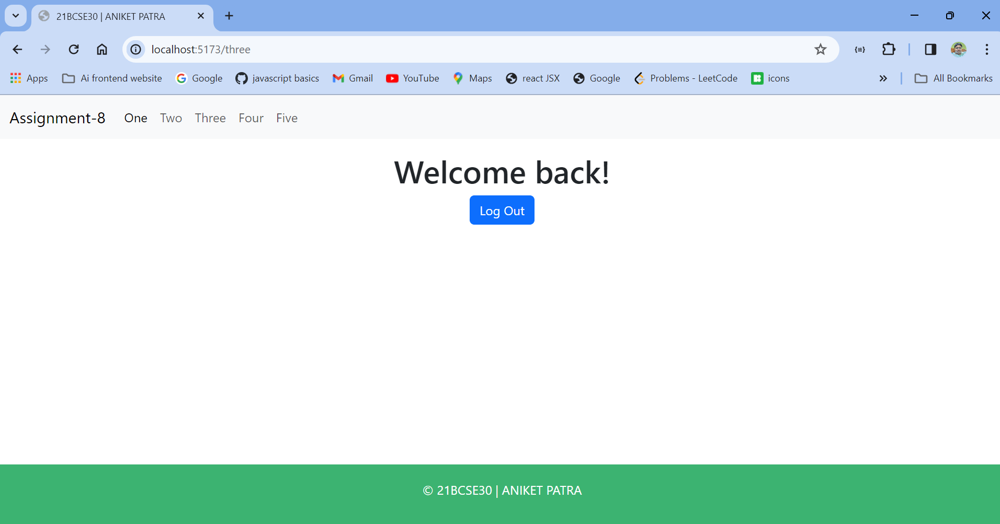 21BCSE30 | ANIKET PATRA
localhost:5173/three
Apps Ai frontend website Google javascript basics Gmail YouTube Maps react JSX Google Problems - LeetCode icons » All Bookmarks
Assignment-8 One Two Three Four Five
Welcome back!
Log Out
© 21BCSE30 | ANIKET PATRA